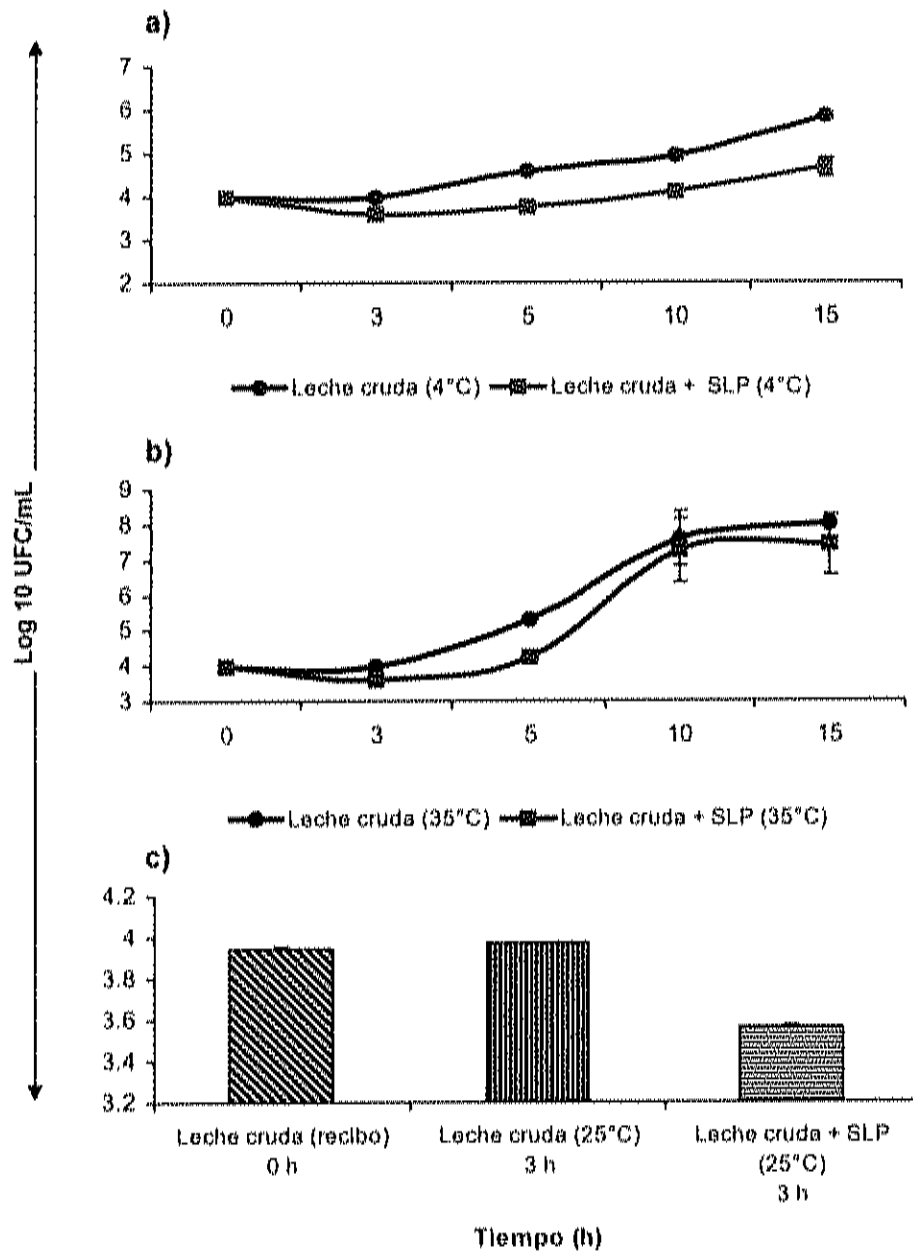 a)
7
6
5
4
3
2
0 3 5 10 15
Leche cruda (4°C) Leche cruda + SLP (4°C)
Log 10 UFC/mL
b)
9
8
7
6
5
4
3
0 3 5 10 15
Leche cruda (35°C) Leche cruda + SLP (35°C)
c)
4.2
4
3.8
3.6
3.4
3.2
Leche cruda (recibo) Leche cruda (25°C) Leche cruda + SLP
0 h 3 h (25°C)
3 h
Tiempo (h)